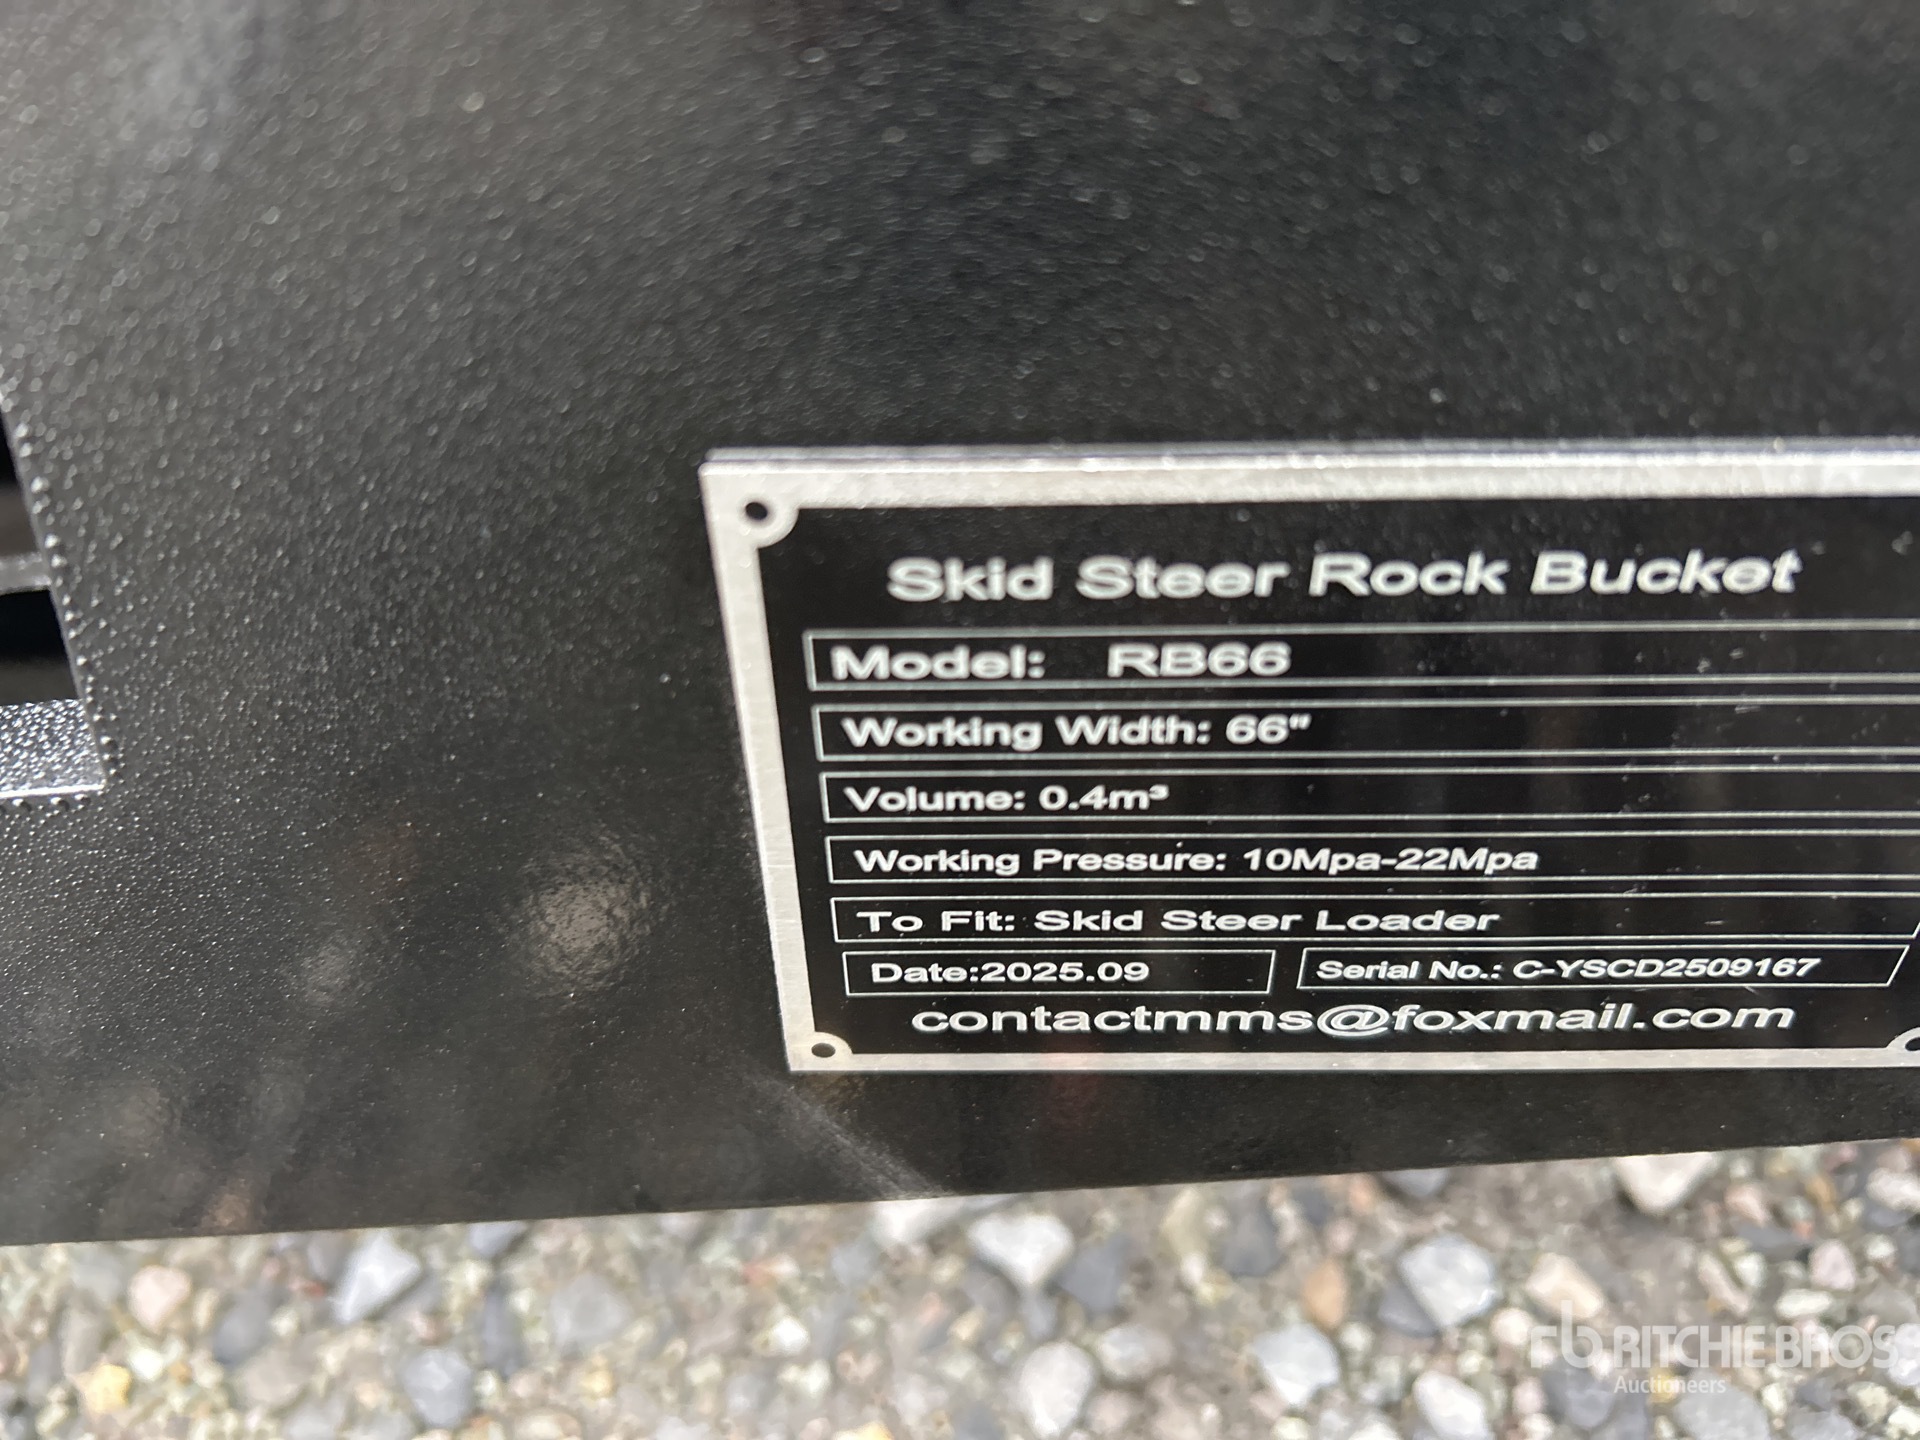 Skid Steer Rock Bucket
Model: RB66
Working Width: 66"
Volume: 0.4m³
Working Pressure: 10Mpa-22Mpa
To Fit: Skid Steer Loader
Date:2025.09 Serial No.: C-YSCD2509167
contactmms@foxmail.com
rb RITCHIE BROS
Auctioneers